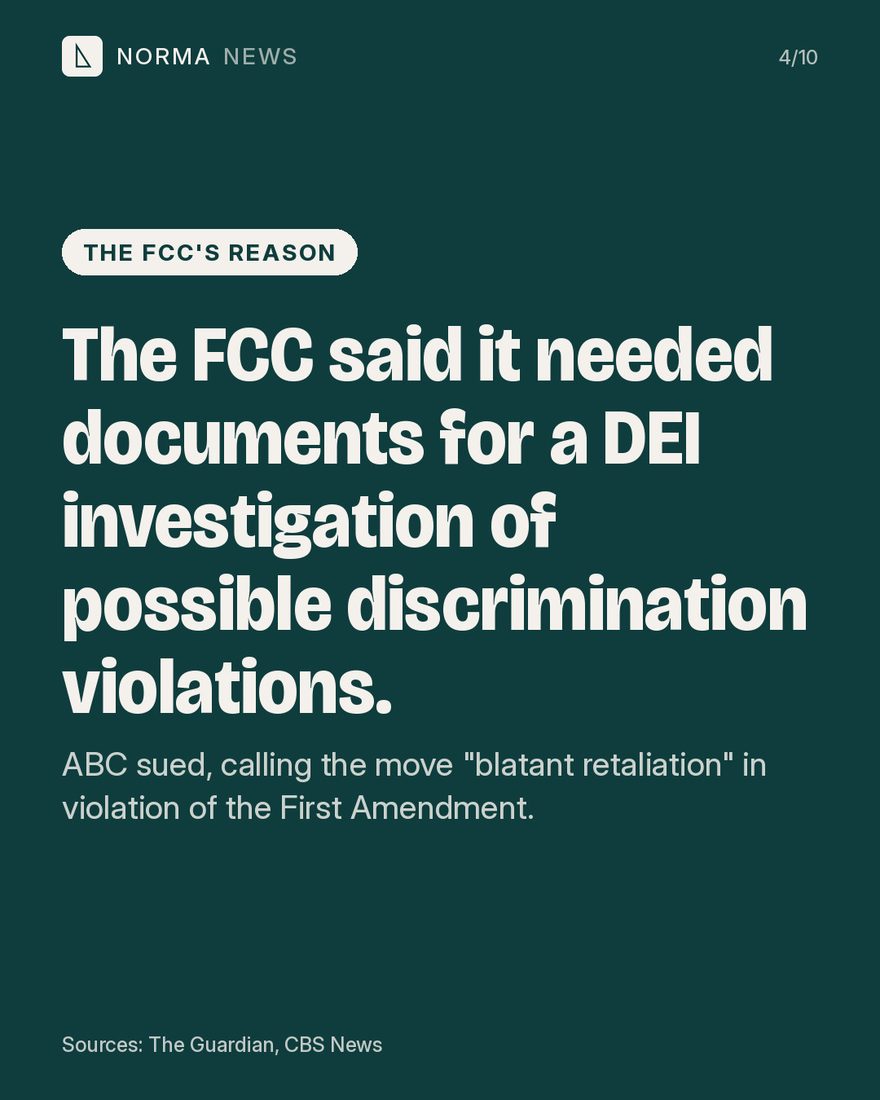 NORMA NEWS
4/10
THE FCC'S REASON
The FCC said it needed
documents for a DEI
investigation of
possible discrimination
violations.
ABC sued, calling the move "blatant retaliation" in
violation of the First Amendment.
Sources: The Guardian, CBS News